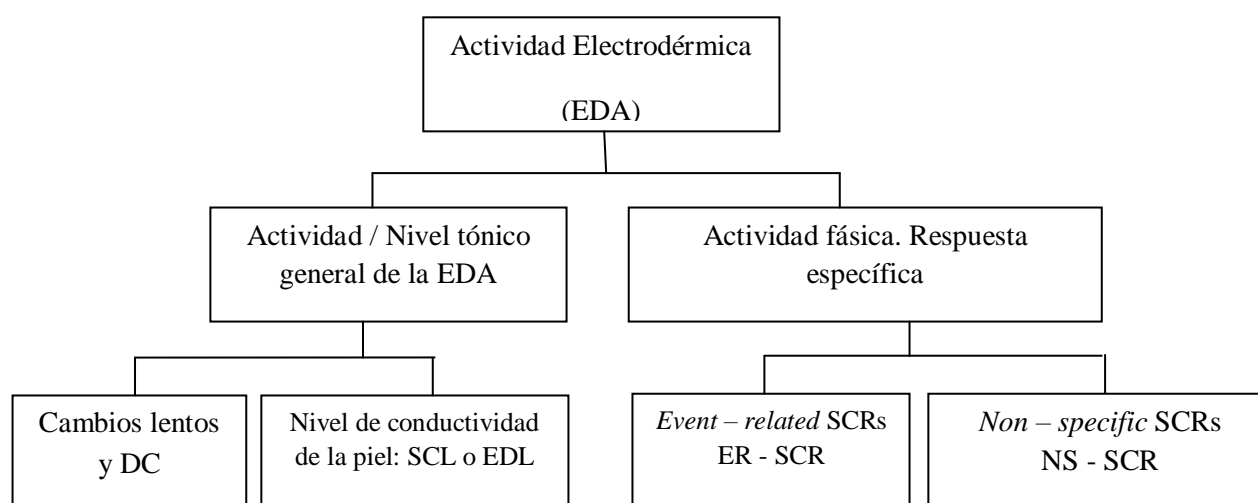 Actividad Electrodérmica
(EDA)
Actividad / Nivel tónico
general de la EDA
Actividad fásica. Respuesta
específica
Cambios lentos
y DC
Nivel de conductividad
de la piel: SCL o EDL
Event – related SCRs
ER - SCR
Non – specific SCRs
NS - SCR